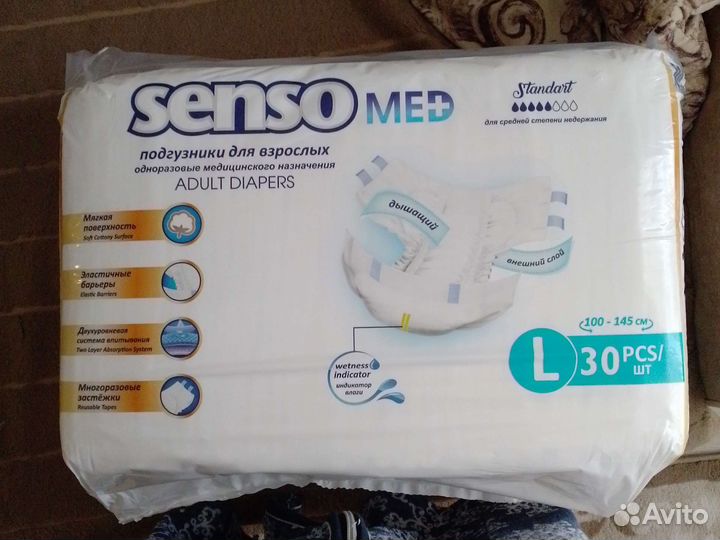 senso MED
подгузники для взрослых
одноразовые медицинского назначения
ADULT DIAPERS
Standart
для средней степени недержания
Мягкая
поверхность
Soft Cottony Surface
Эластичные
барьеры
Elastic Barriers
Двухуровневая
система впитывания
Two Layer Absorption System
Многоразовые
застёжки
Reusable Tapes
дышащий
внешний слой
wetness
indicator
индикатор
влаги
100 - 145 см
L 30 PCS/
шт
Avito